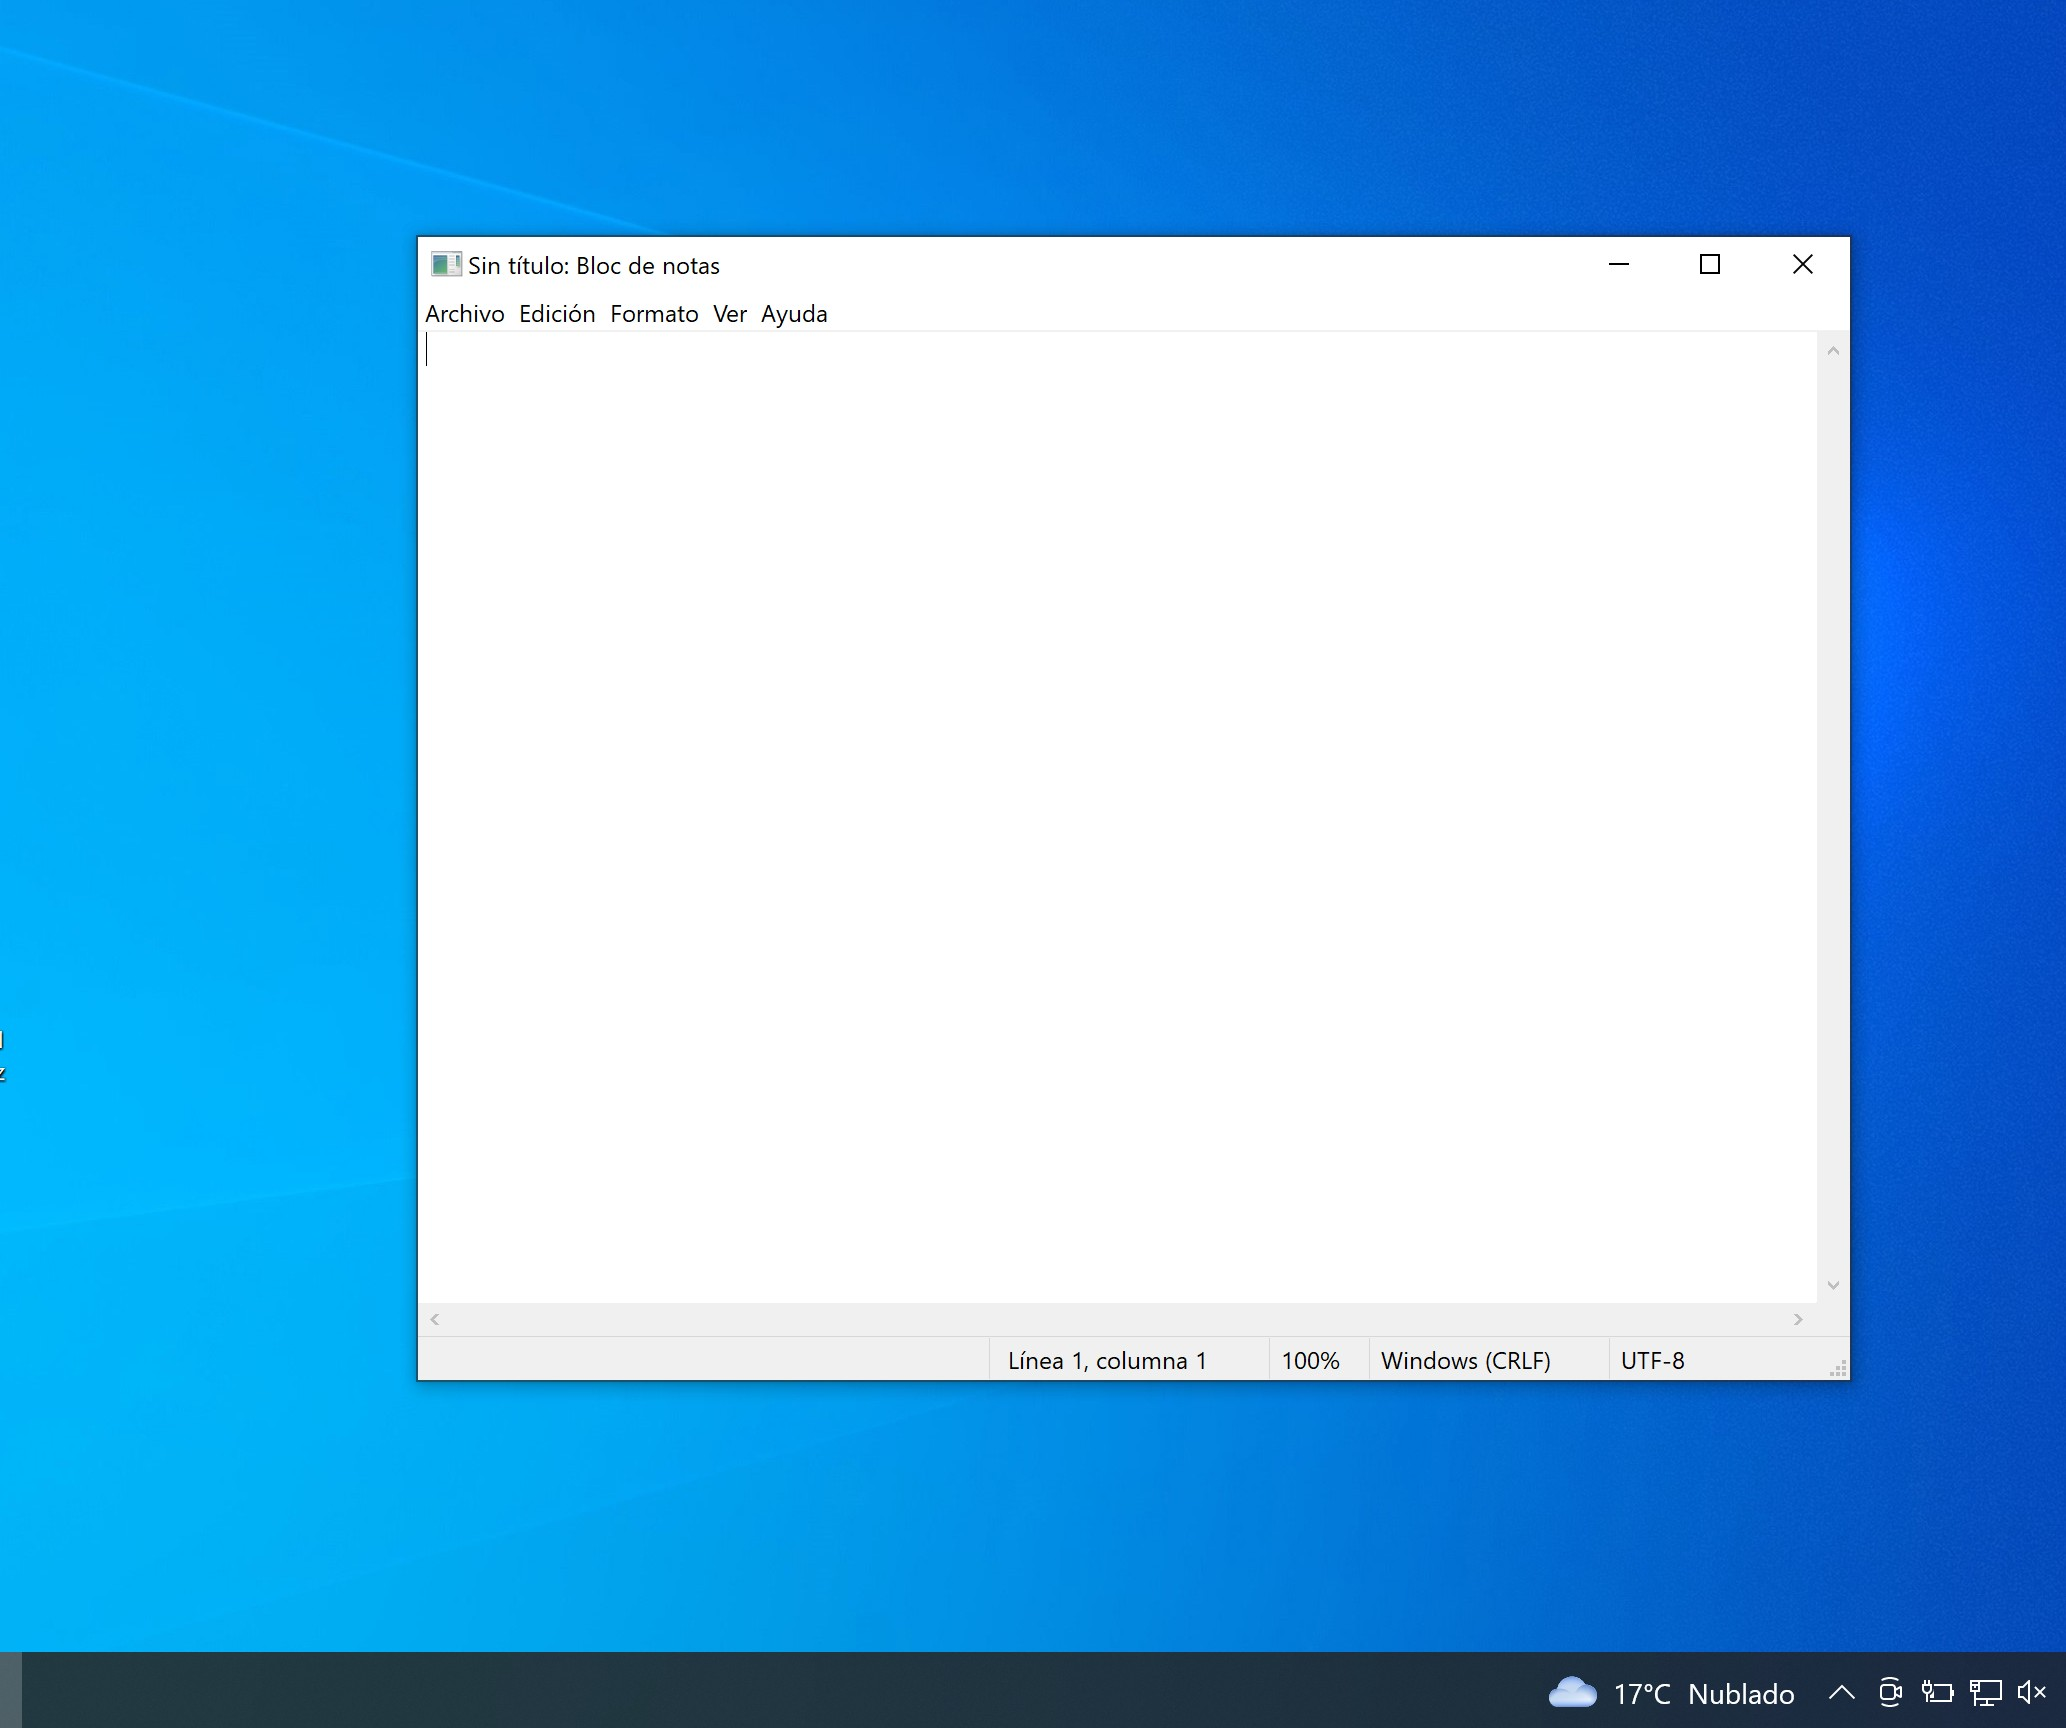 Sin título: Bloc de notas
Archivo Edición Formato Ver Ayuda
Línea 1, columna 1 100% Windows (CRLF) UTF-8
17°C Nublado